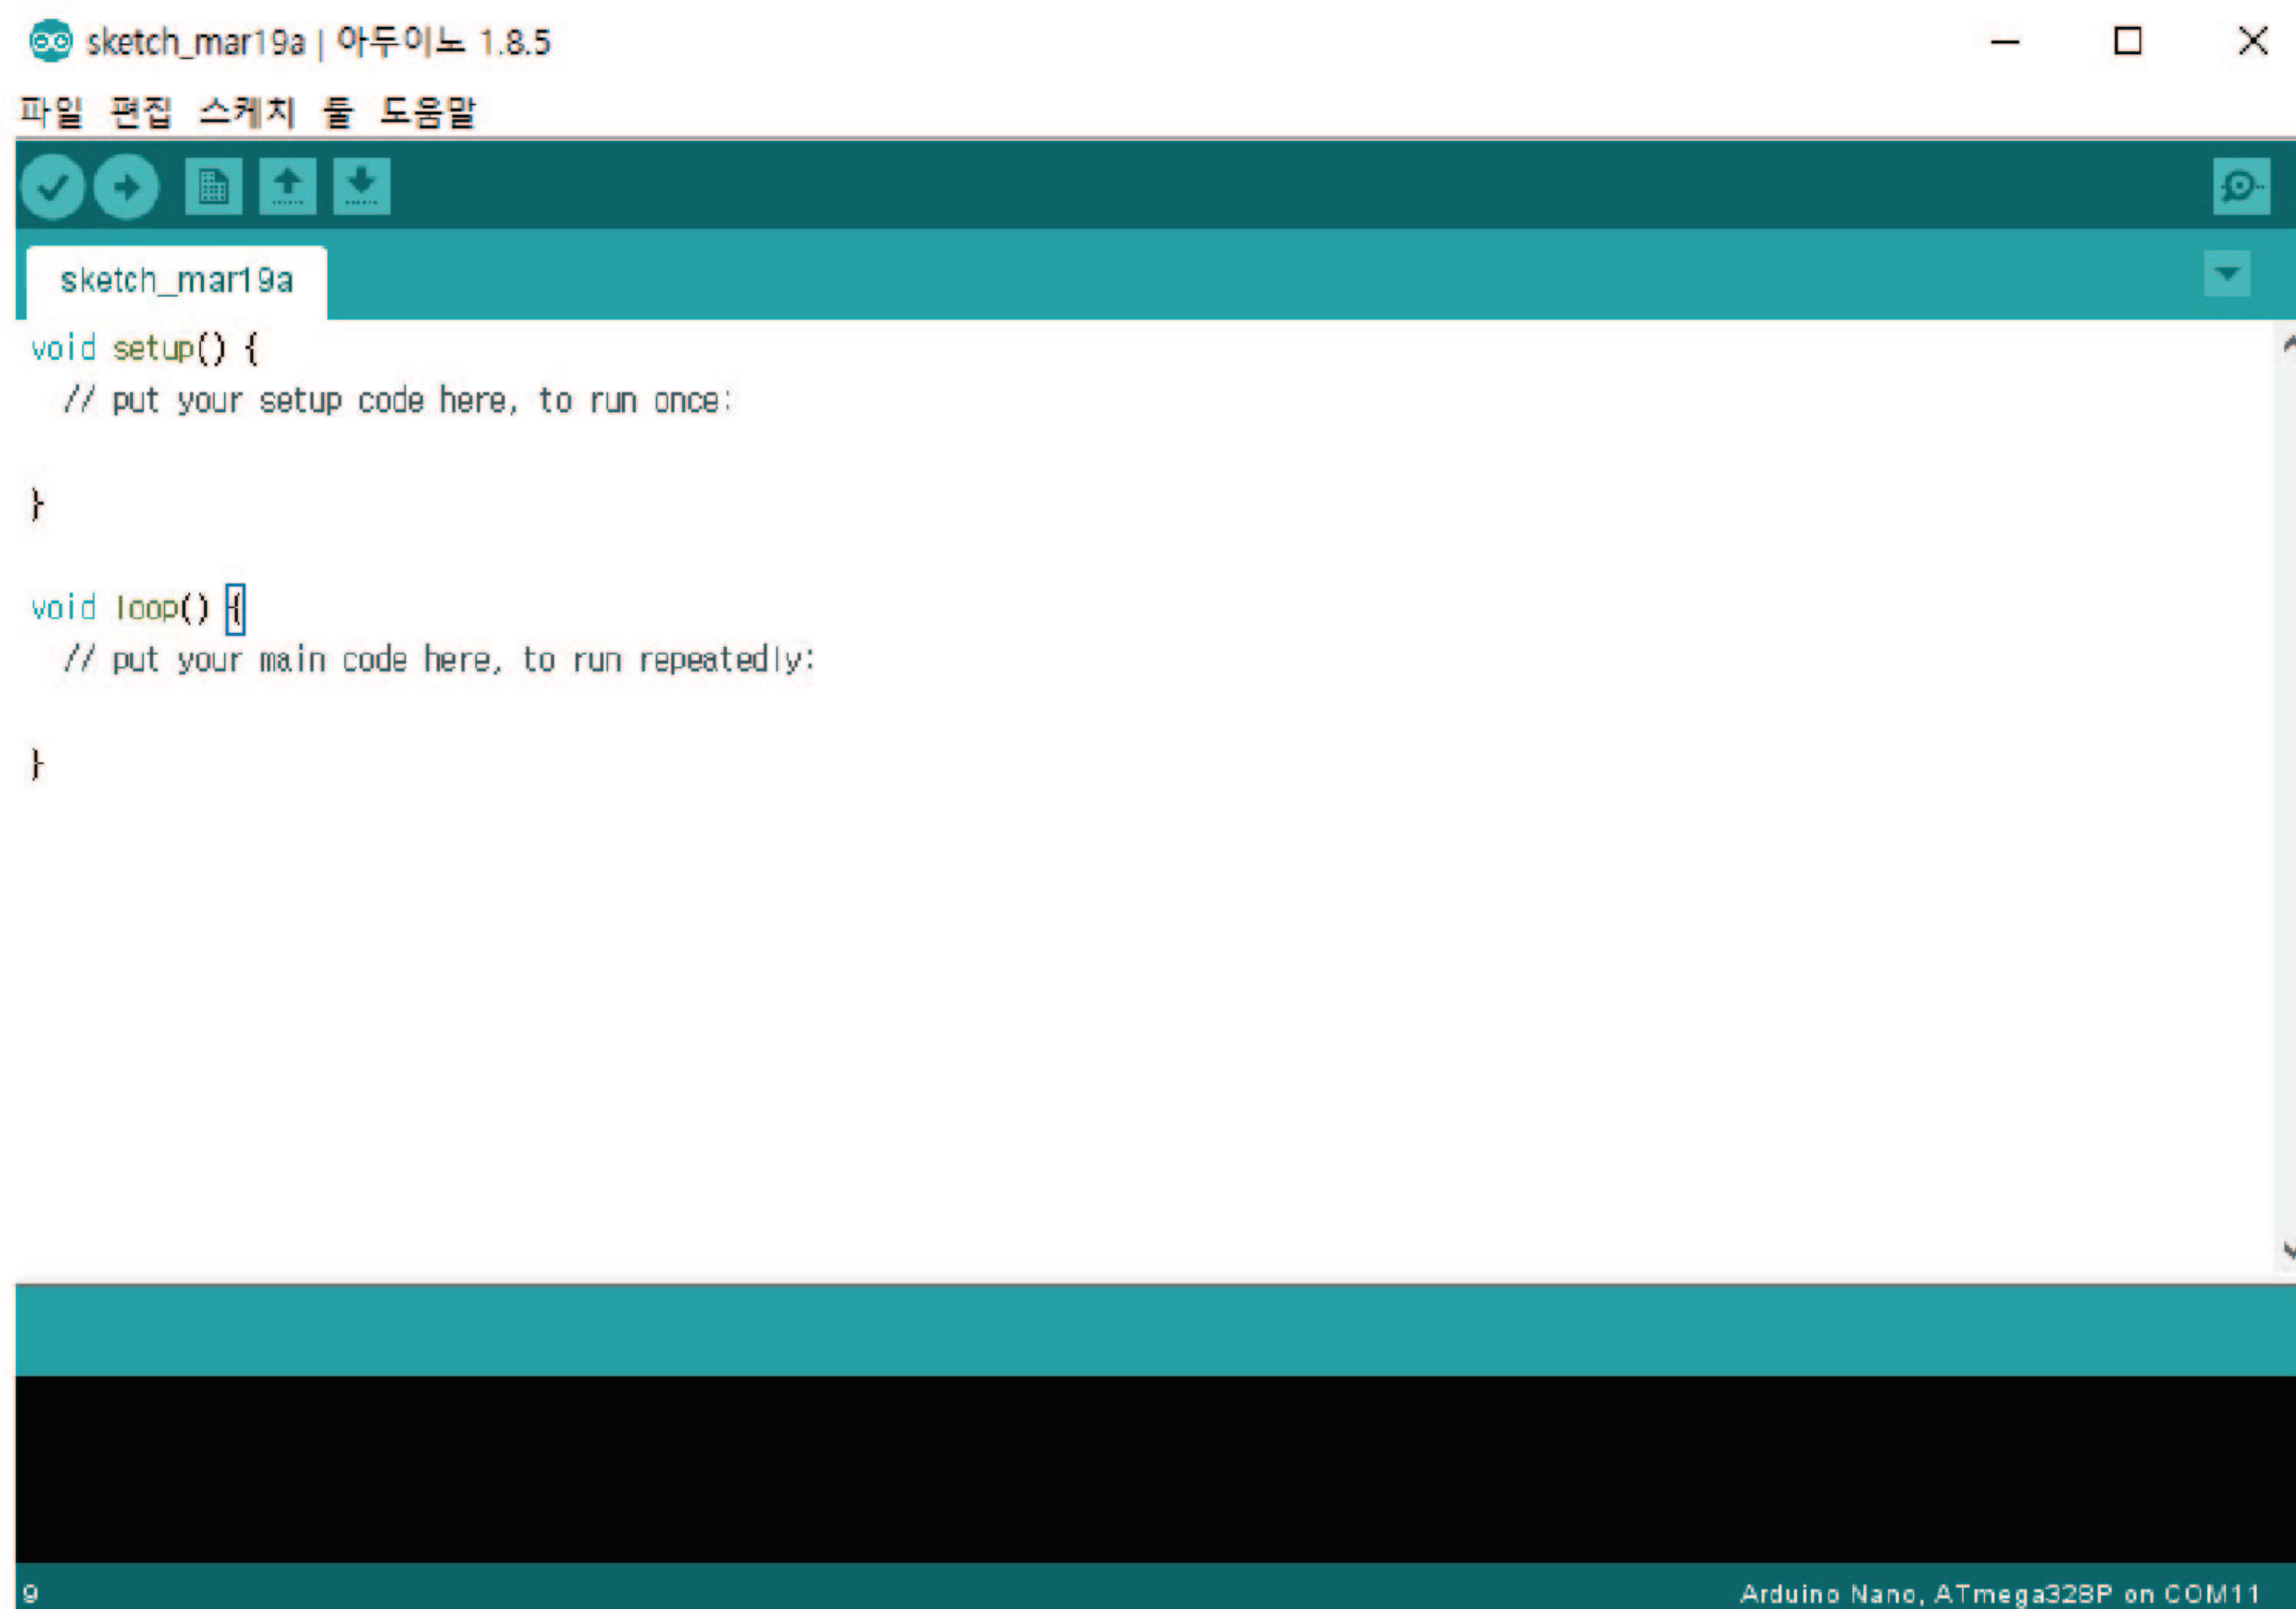 sketch_mar19a | 아두이노 1.8.5
파일 편집 스케치 툴 도움말
sketch_mar19a
void setup() {
  // put your setup code here, to run once:
}
void loop() {
  // put your main code here, to run repeatedly:
}
9
Arduino Nano, ATmega328P on COM11